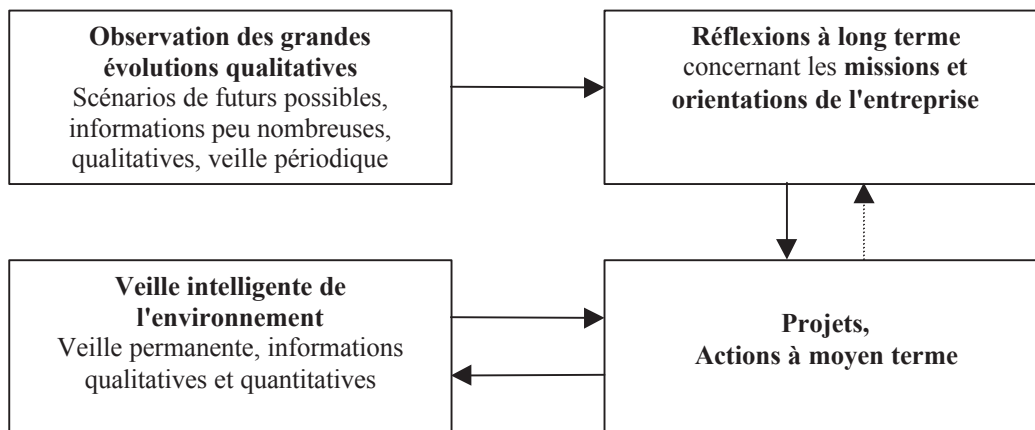 Observation des grandes
évolutions qualitatives
Scénarios de futurs possibles,
informations peu nombreuses,
qualitatives, veille périodique
Réflexions à long terme
concernant les missions et
orientations de l'entreprise
Veille intelligente de
l'environnement
Veille permanente, informations
qualitatives et quantitatives
Projets,
Actions à moyen terme